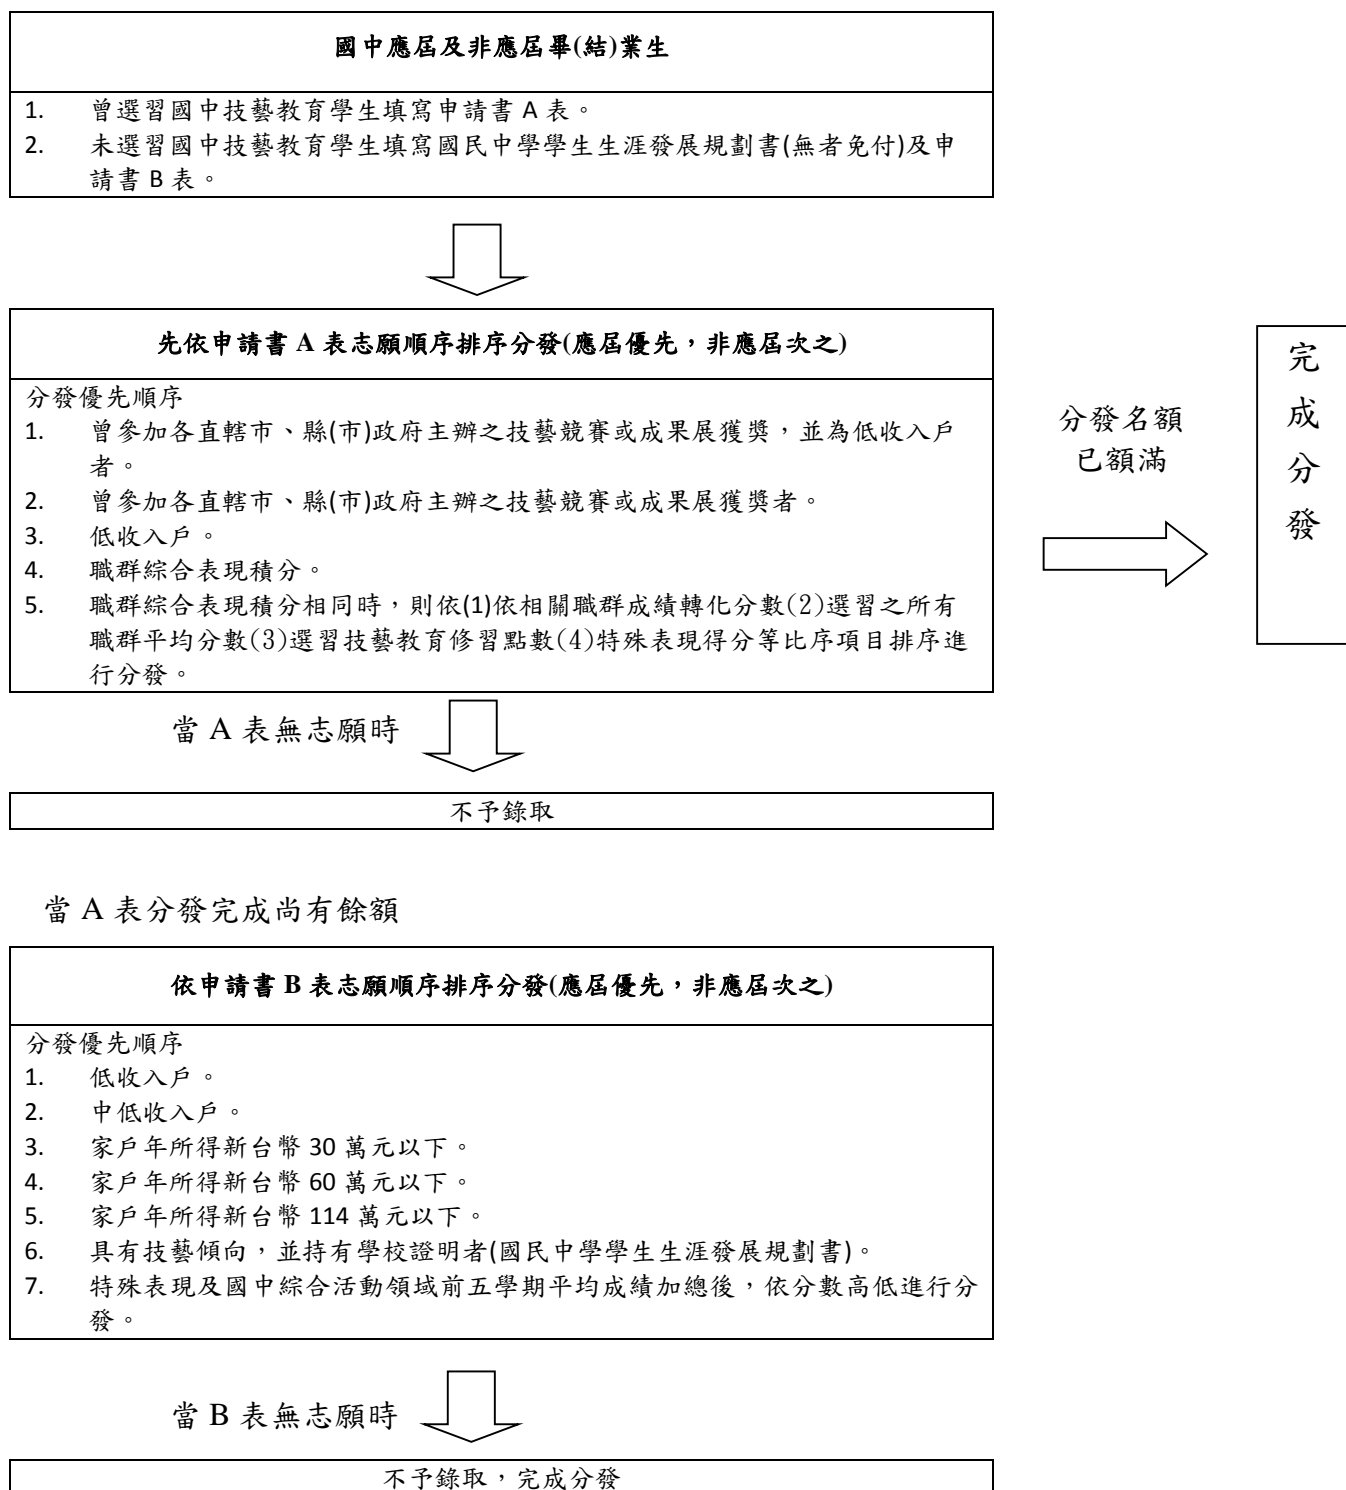 國中應屆及非應屆畢(結)業生
1. 曾選習國中技藝教育學生填寫申請書 A 表。
2. 未選習國中技藝教育學生填寫國民中學學生生涯發展規劃書(無者免付)及申
請書 B 表。
先依申請書 A 表志願順序排序分發(應屆優先，非應屆次之)
分發優先順序
1. 曾參加各直轄市、縣(市)政府主辦之技藝競賽或成果展獲獎，並為低收入戶
者。
2. 曾參加各直轄市、縣(市)政府主辦之技藝競賽或成果展獲獎者。
3. 低收入戶。
4. 職群綜合表現積分。
5. 職群綜合表現積分相同時，則依(1)依相關職群成績轉化分數(2)選習之所有
職群平均分數(3)選習技藝教育修習點數(4)特殊表現得分等比序項目排序進
行分發。
分發名額
已額滿
完
成
分
發
當 A 表無志願時
不予錄取
當 A 表分發完成尚有餘額
依申請書 B 表志願順序排序分發(應屆優先，非應屆次之)
分發優先順序
1. 低收入戶。
2. 中低收入戶。
3. 家戶年所得新台幣 30 萬元以下。
4. 家戶年所得新台幣 60 萬元以下。
5. 家戶年所得新台幣 114 萬元以下。
6. 具有技藝傾向，並持有學校證明者(國民中學學生生涯發展規劃書)。
7. 特殊表現及國中綜合活動領域前五學期平均成績加總後，依分數高低進行分
發。
當 B 表無志願時
不予錄取，完成分發